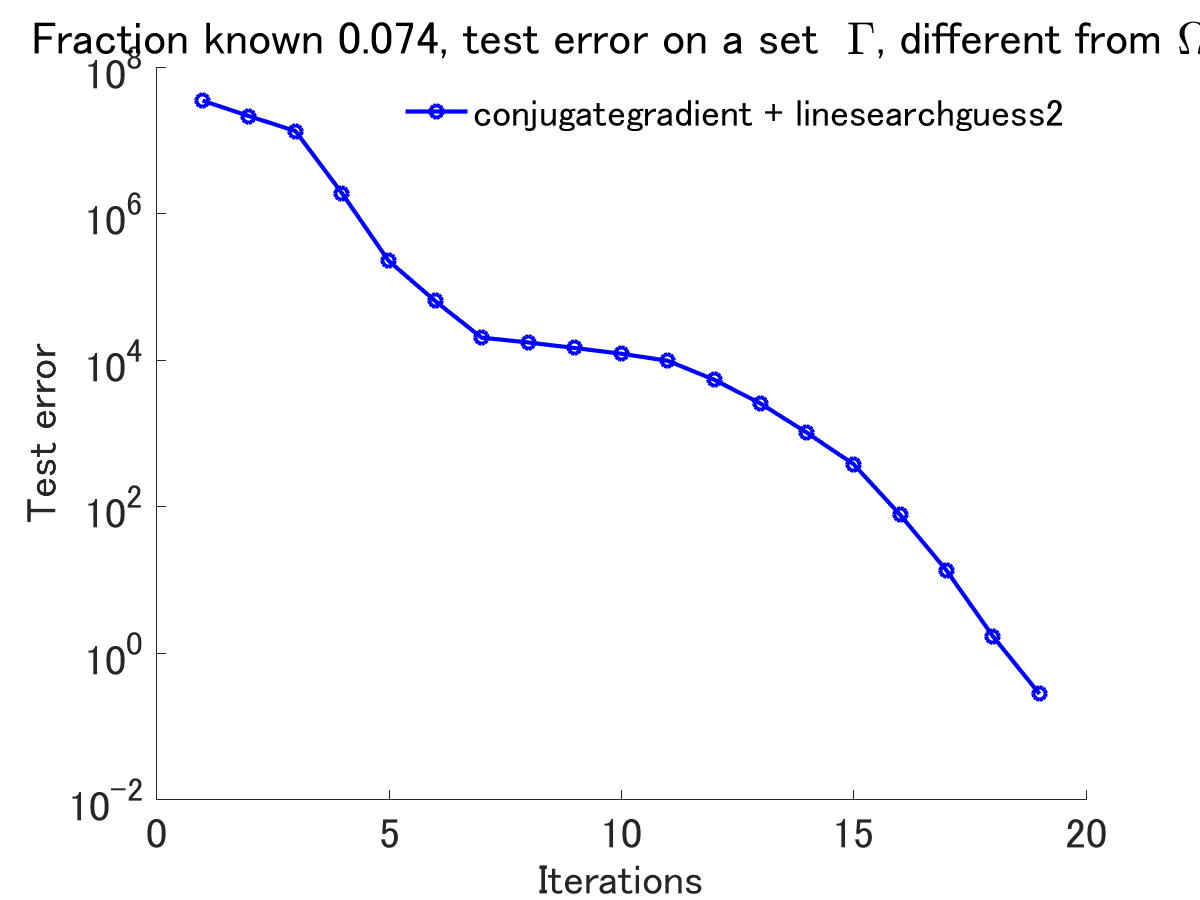 Fraction known 0.074, test error on a set Γ, different from Ω
conjugategradient + linesearchguess2
10^8
10^6
10^4
10^2
10^0
10^-2
Test error
0 5 10 15 20
Iterations